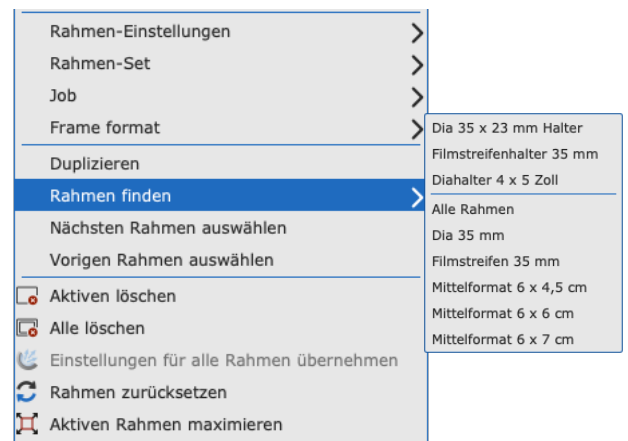 Rahmen-Einstellungen
Rahmen-Set
Job
Frame format
Duplizieren
Rahmen finden
Nächsten Rahmen auswählen
Vorigen Rahmen auswählen
Aktiven löschen
Alle löschen
Einstellungen für alle Rahmen übernehmen
Rahmen zurücksetzen
Aktiven Rahmen maximieren
Dia 35 x 23 mm Halter
Filmstreifenhalter 35 mm
Diahalter 4 x 5 Zoll
Alle Rahmen
Dia 35 mm
Filmstreifen 35 mm
Mittelformat 6 x 4,5 cm
Mittelformat 6 x 6 cm
Mittelformat 6 x 7 cm